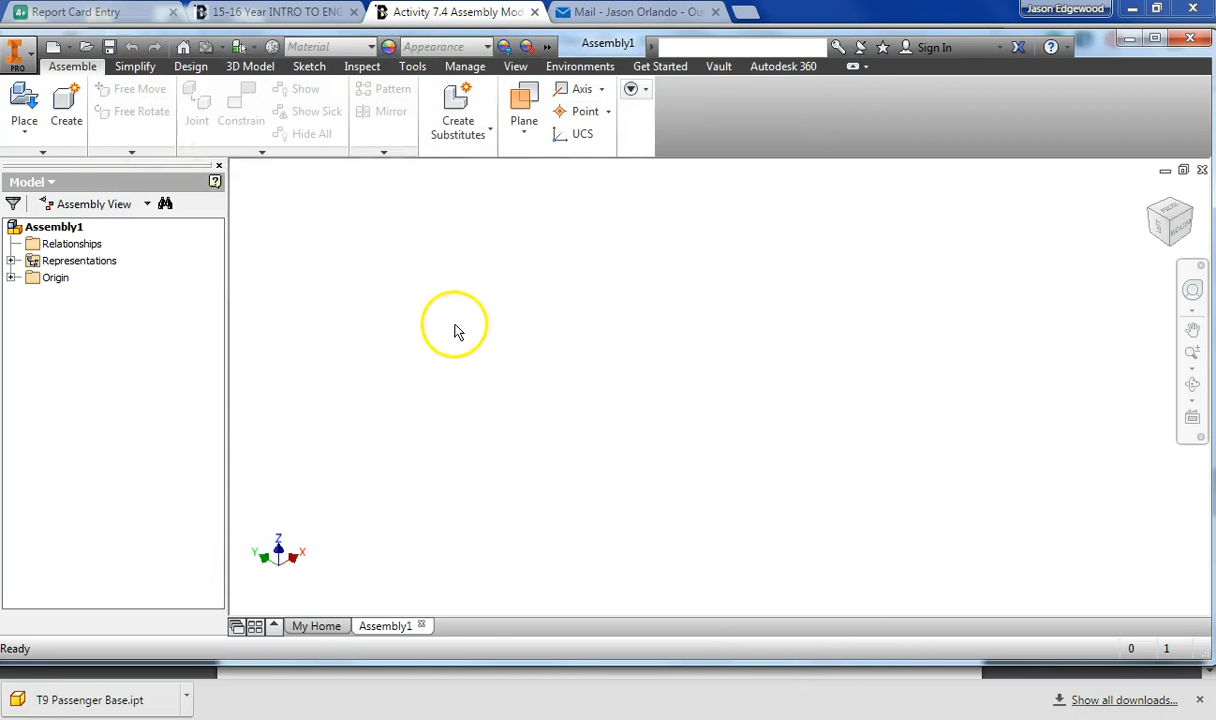 Report Card Entry
15-16 Year INTRO TO ENG
Activity 7.4 Assembly Mod
Mail - Jason Orlando - Out
Jason Edgewood
PRO
Material
Appearance
Assembly1
Sign In
Assemble
Simplify
Design
3D Model
Sketch
Inspect
Tools
Manage
View
Environments
Get Started
Vault
Autodesk 360
Place
Create
Free Move
Free Rotate
Joint
Constrain
Show
Show Sick
Hide All
Pattern
Mirror
Create
Substitutes
Plane
Axis
Point
UCS
Model
Assembly View
Assembly1
Relationships
Representations
Origin
Z
Y
X
My Home
Assembly1
Ready
0
1
T9 Passenger Base.ipt
Show all downloads...